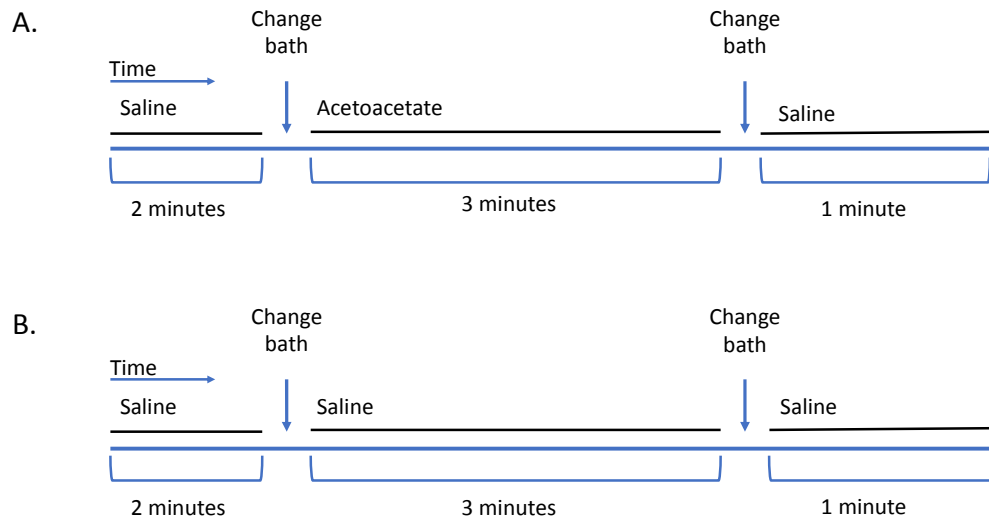 A.
Change
bath
Change
bath
Time
Saline
Acetoacetate
Saline
2 minutes
3 minutes
1 minute
B.
Change
bath
Change
bath
Time
Saline
Saline
Saline
2 minutes
3 minutes
1 minute